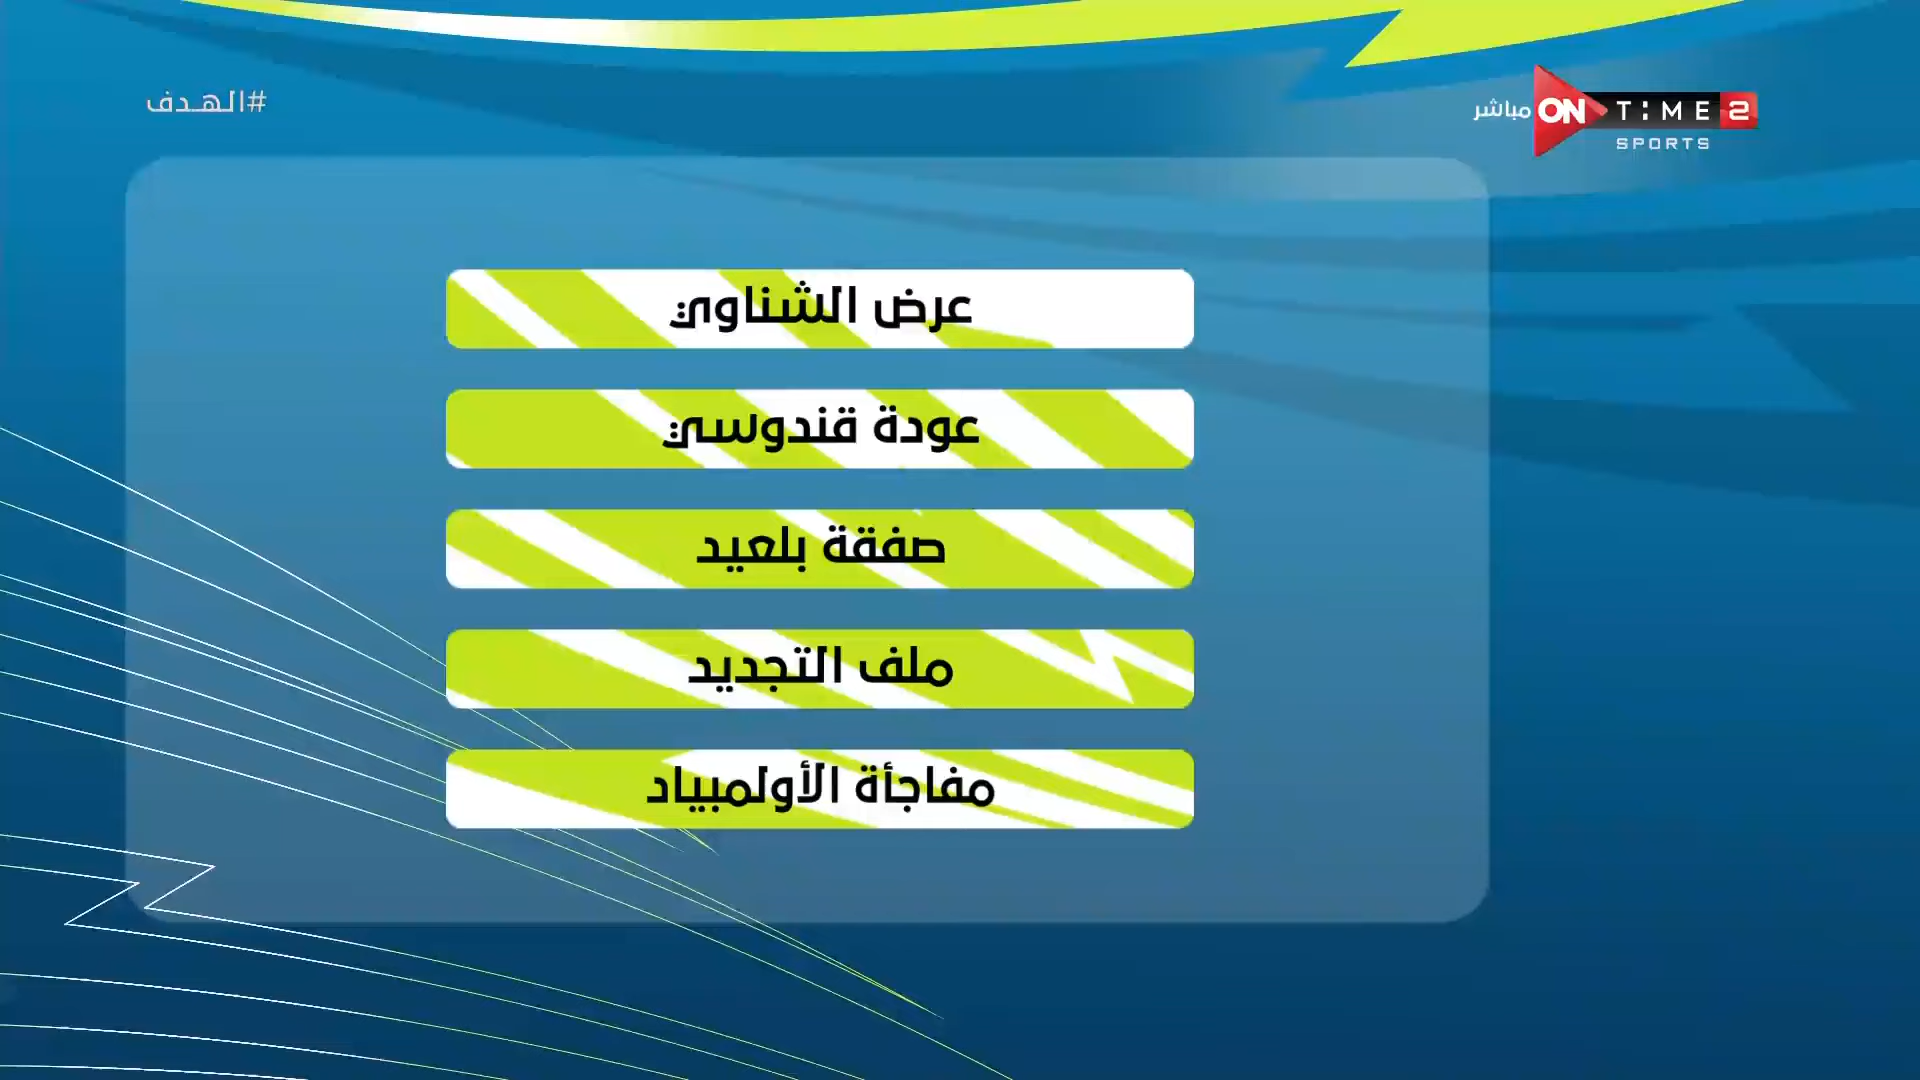 #الهدف
مباشر ON TIME 2
SPORTS
عرض الشناوي
عودة قندوسي
صفقة بلعيد
ملف التجديد
مفاجأة الأولمبياد